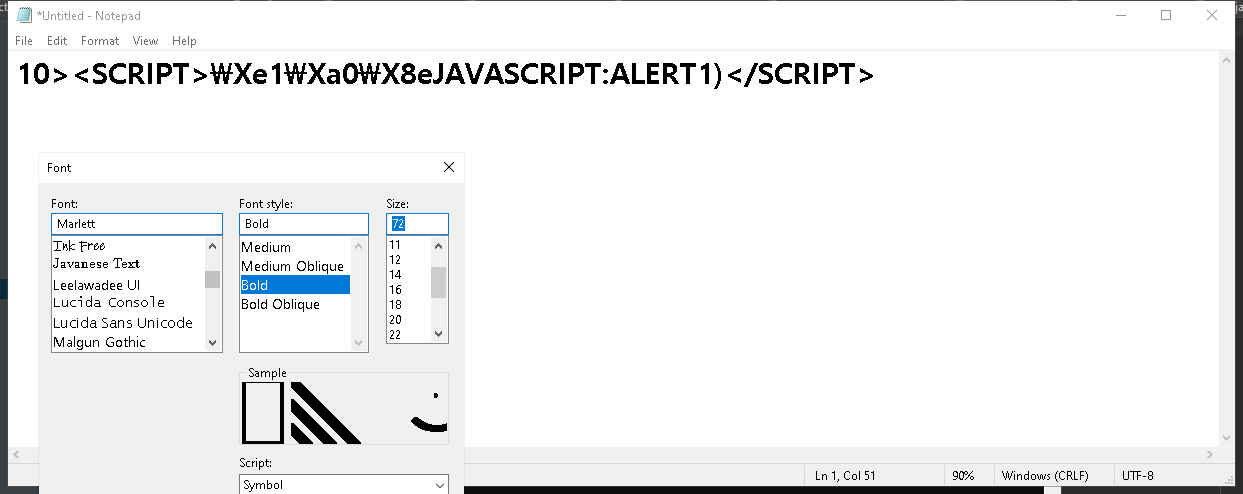 *Untitled - Notepad
File Edit Format View Help
10><SCRIPT>₩Xe1₩Xa0₩X8eJAVASCRIPT:ALERT1)</SCRIPT>
Font
Font: Font style: Size:
Marlett Bold 72
Ink Free Medium 11
Javanese Text Medium Oblique 12
Leelawadee UI Bold 14
Lucida Console Bold Oblique 16
Lucida Sans Unicode 18
Malgun Gothic 20
22
Sample
Script:
Symbol
Ln 1, Col 51 90% Windows (CRLF) UTF-8